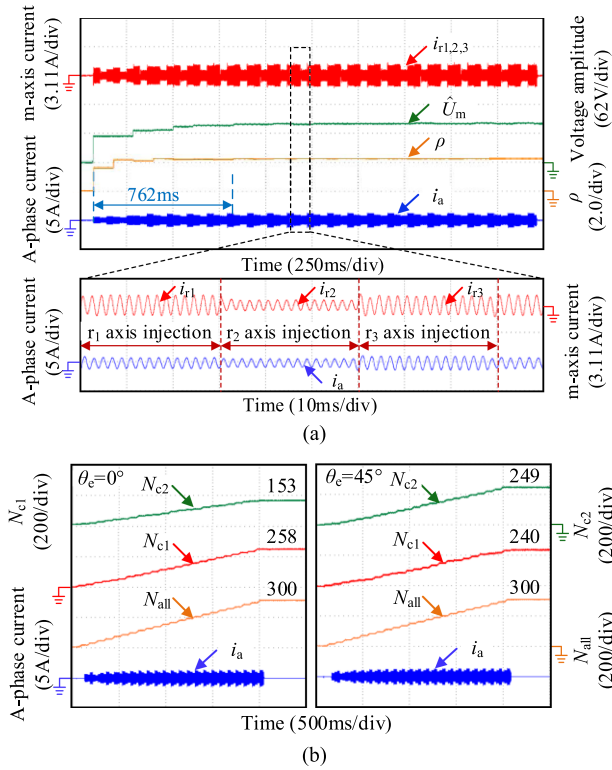 (a)
m-axis current
(3.11A/div)
A-phase current
(5A/div)
Voltage amplitude
(62V/div)
ρ
(2.0/div)
i_r1,2,3
Û_m
ρ
762ms
i_a
Time (250ms/div)
A-phase current
(5A/div)
m-axis current
(3.11A/div)
i_r1
i_r2
i_r3
r₁ axis injection
r₂ axis injection
r₃ axis injection
i_a
Time (10ms/div)
(a)
N_c1
(200/div)
A-phase current
(5A/div)
θ_e=0°
N_c2
153
N_c1
258
N_all
300
i_a
θ_e=45°
N_c2
249
N_c1
240
N_all
300
i_a
N_c2
(200/div)
N_all
(200/div)
Time (500ms/div)
(b)